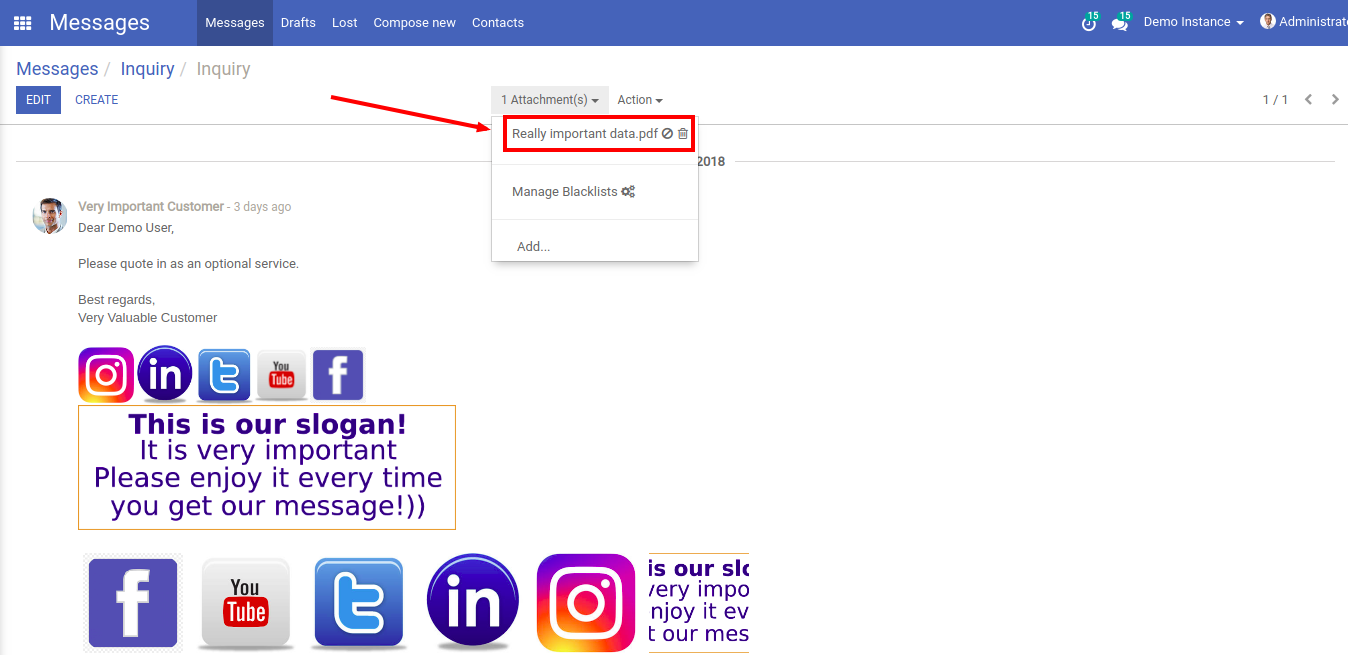 Messages Messages Drafts Lost Compose new Contacts 15 15 Demo Instance Administrat
Messages / Inquiry / Inquiry
EDIT CREATE 1 Attachment(s) Action 1 / 1
Really important data.pdf
2018
Manage Blacklists
Very Important Customer - 3 days ago
Dear Demo User,
Add...
Please quote in as an optional service.
Best regards,
Very Valuable Customer
in t You Tube f
This is our slogan!
It is very important
Please enjoy it every time
you get our message!))
f You Tube t in
is our slo
very impo
njoy it ev
t our mes